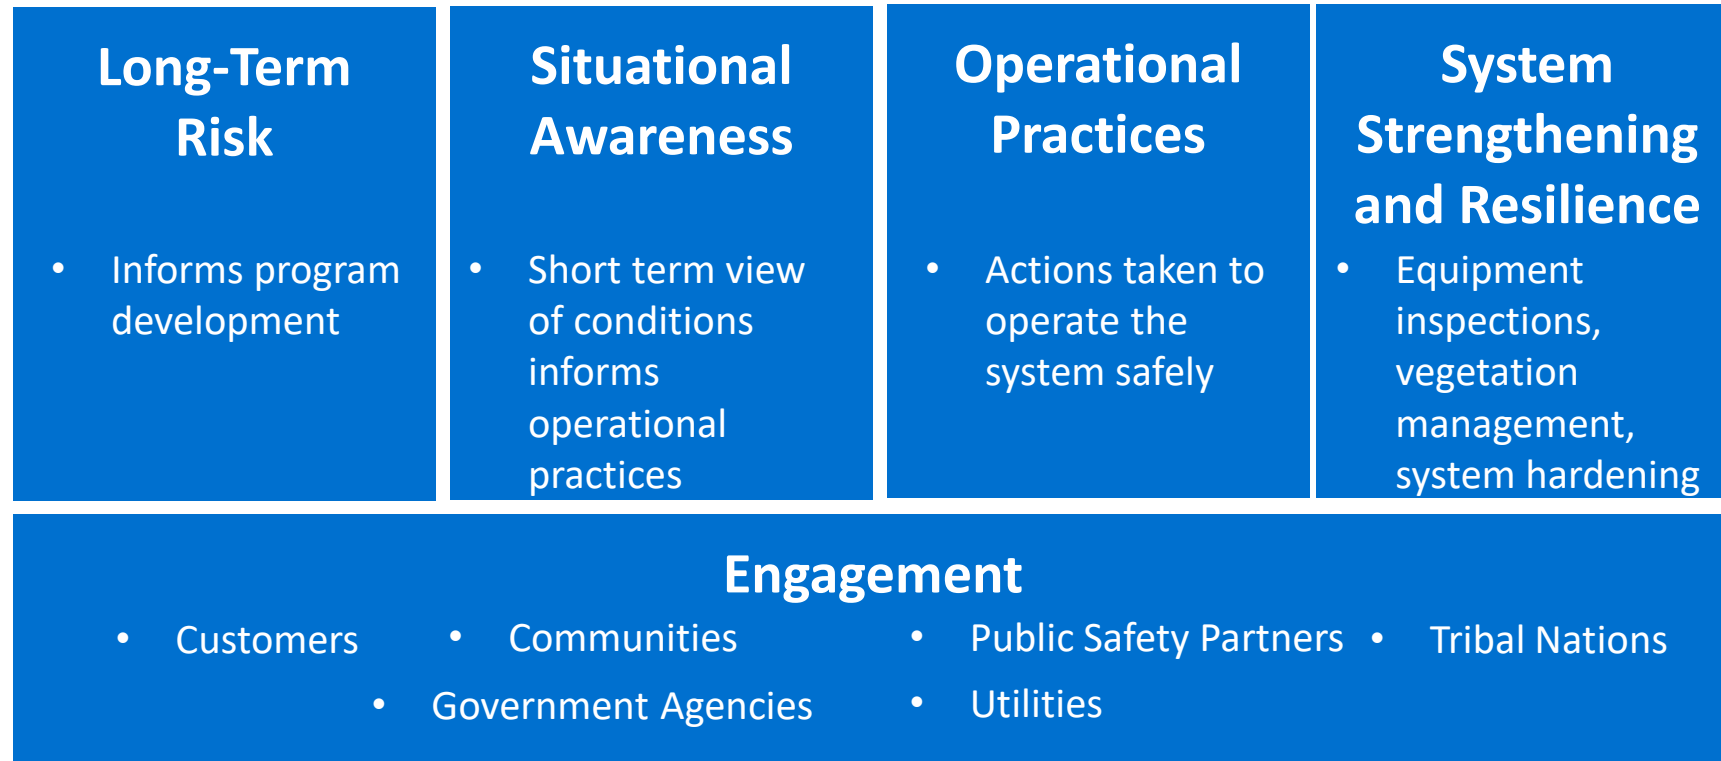 Long-Term
Risk
• Informs program
development
Situational
Awareness
• Short term view
of conditions
informs
operational
practices
Operational
Practices
• Actions taken to
operate the
system safely
System
Strengthening
and Resilience
• Equipment
inspections,
vegetation
management,
system hardening
Engagement
• Customers
• Communities
• Public Safety Partners
• Tribal Nations
• Government Agencies
• Utilities